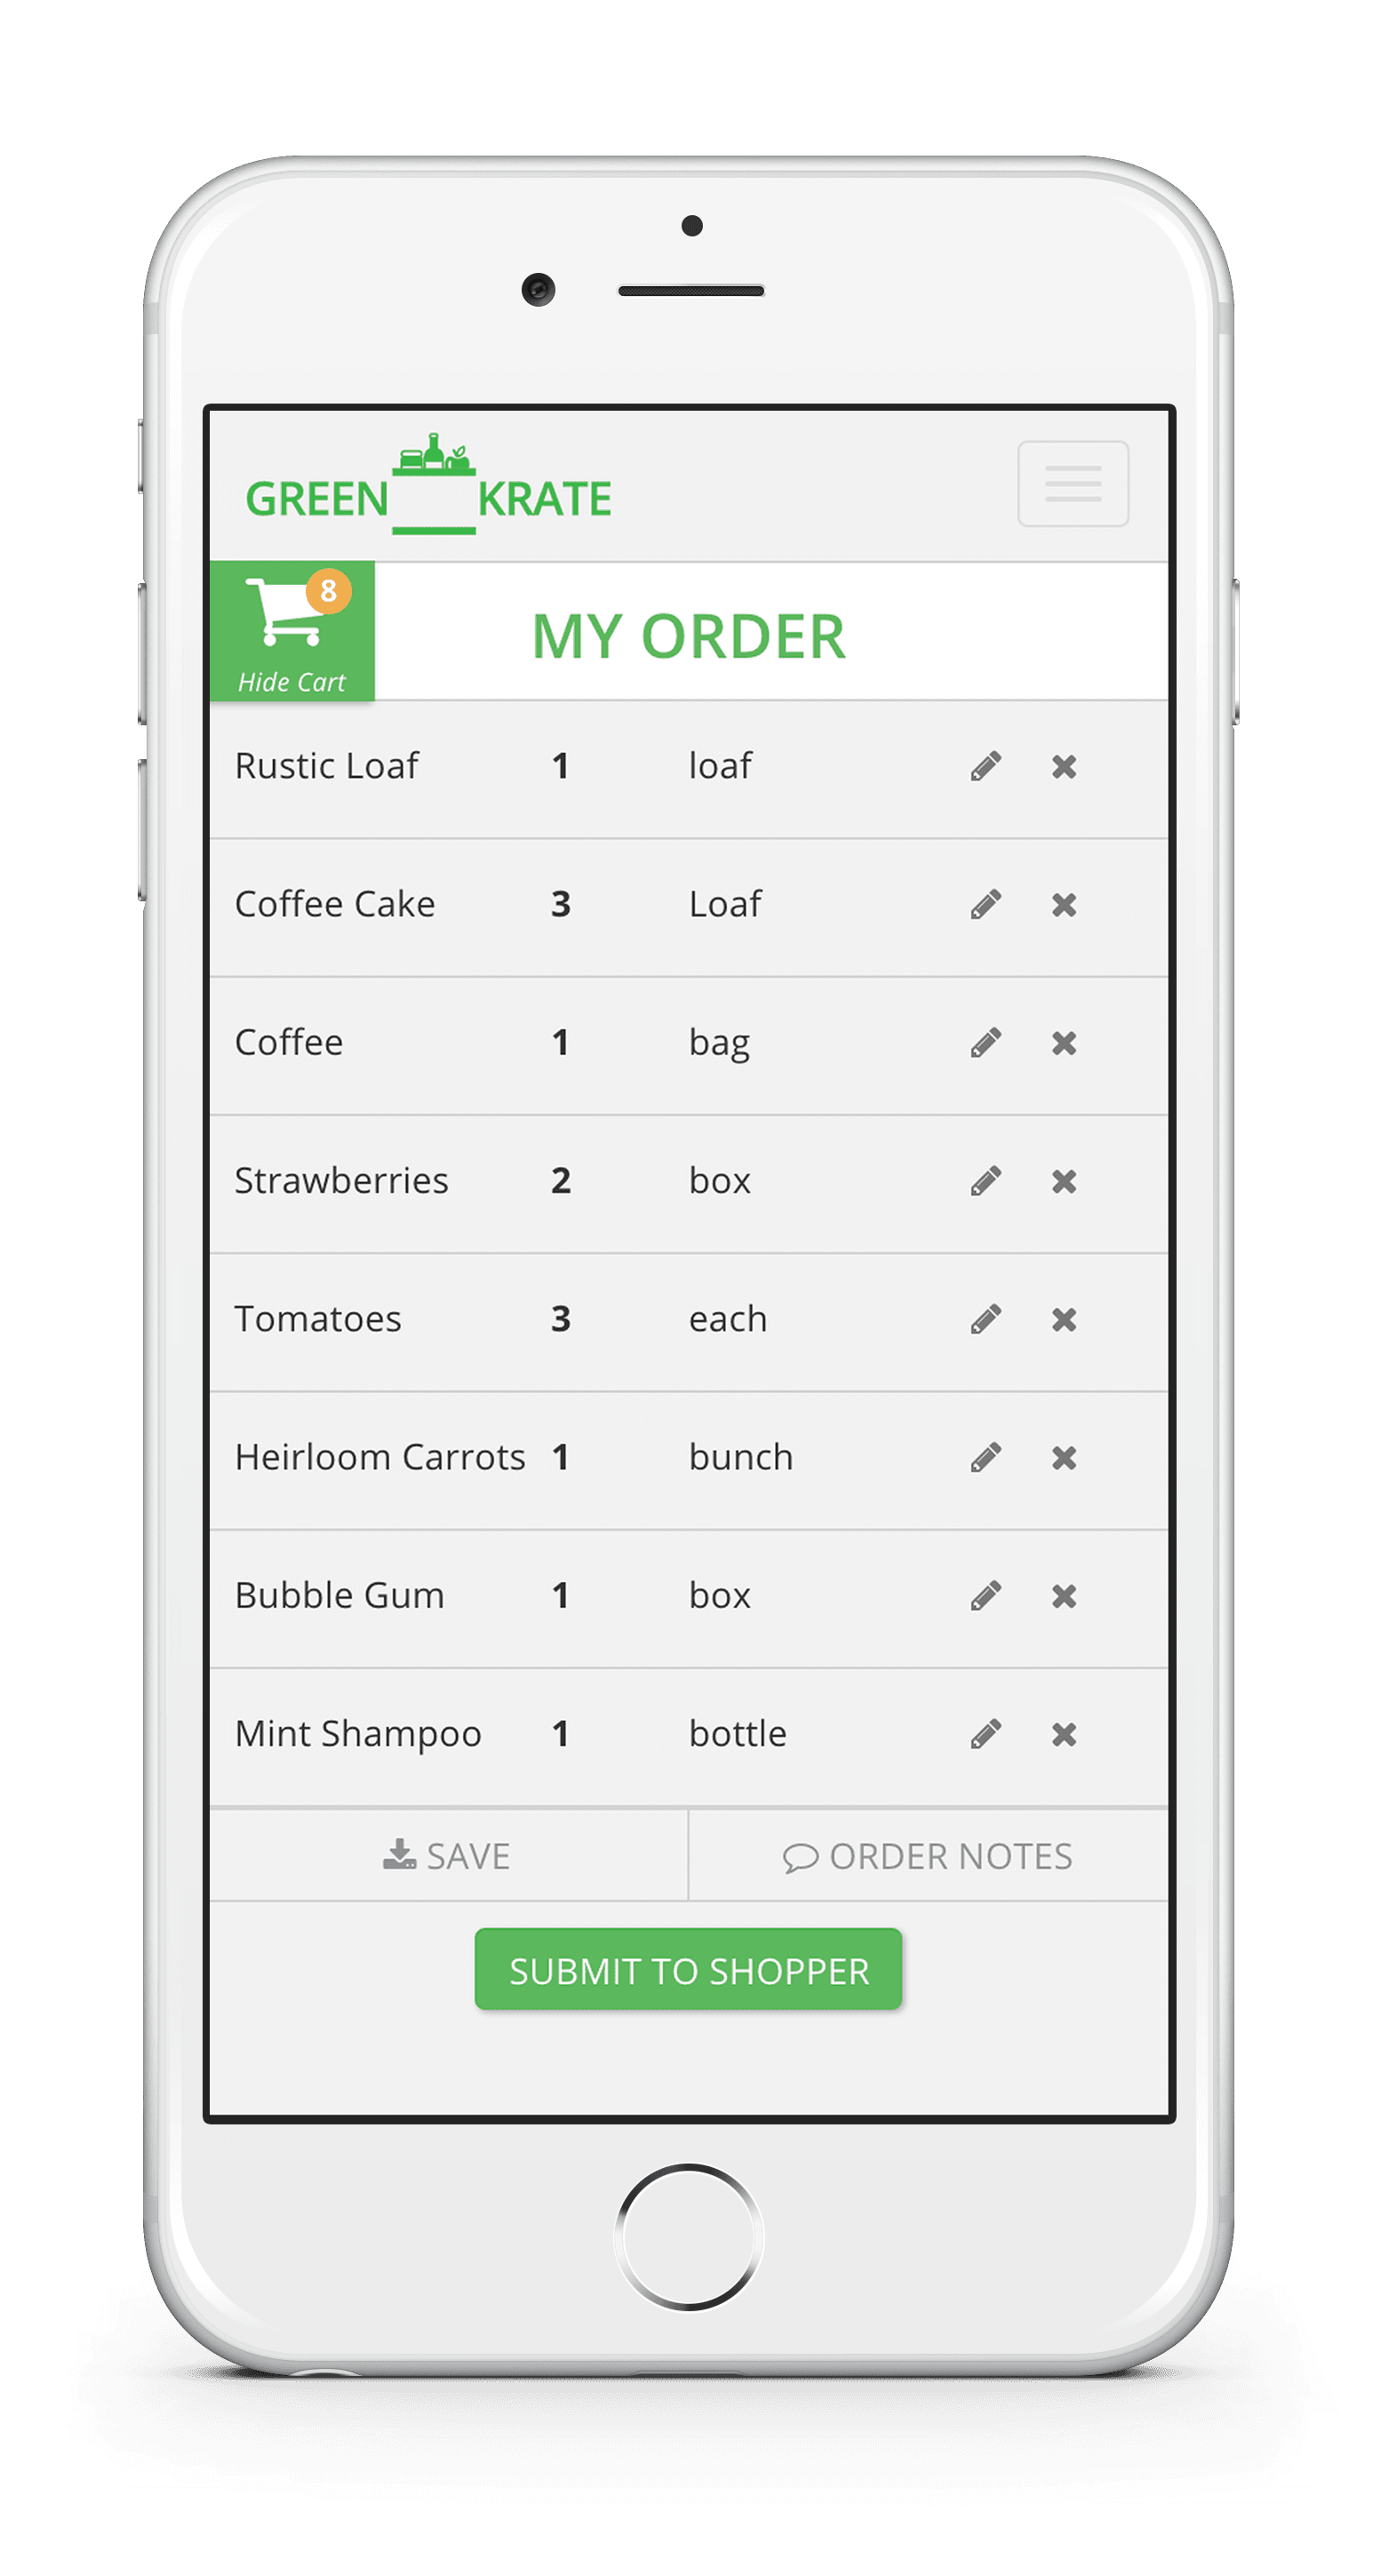 GREEN KRATE
8
Hide Cart
MY ORDER
Rustic Loaf 1 loaf
Coffee Cake 3 Loaf
Coffee 1 bag
Strawberries 2 box
Tomatoes 3 each
Heirloom Carrots 1 bunch
Bubble Gum 1 box
Mint Shampoo 1 bottle
SAVE ORDER NOTES
SUBMIT TO SHOPPER